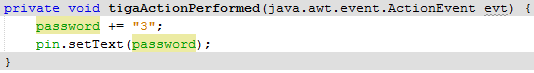 private void tigaActionPerformed(java.awt.event.ActionEvent evt) {
    password += "3";
    pin.setText(password);
}